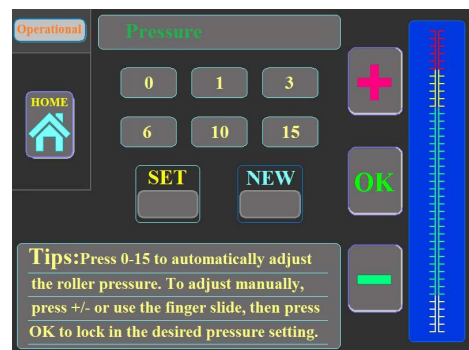 Operational
Pressure
HOME
0 1 3
6 10 15
SET NEW
OK
Tips:Press 0-15 to automatically adjust
the roller pressure. To adjust manually,
press +/- or use the finger slide, then press
OK to lock in the desired pressure setting.